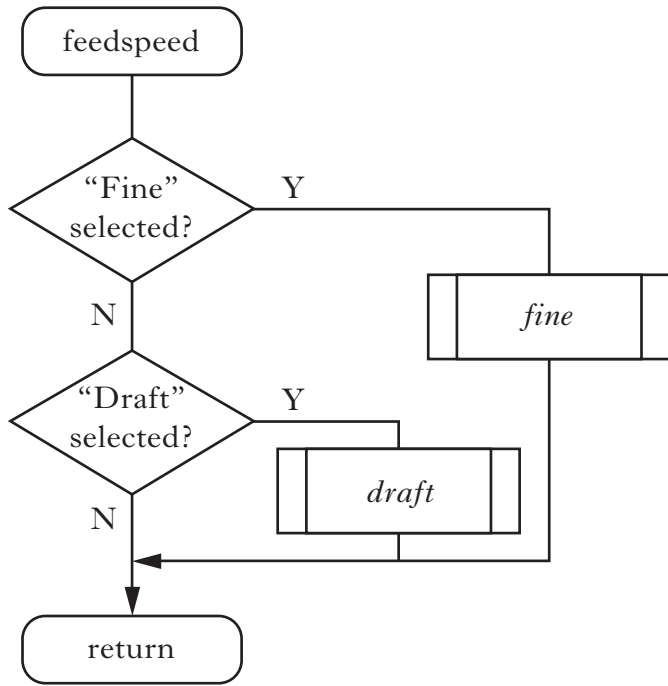 feedspeed
“Fine”
selected?
Y
N
fine
“Draft”
selected?
Y
N
draft
return